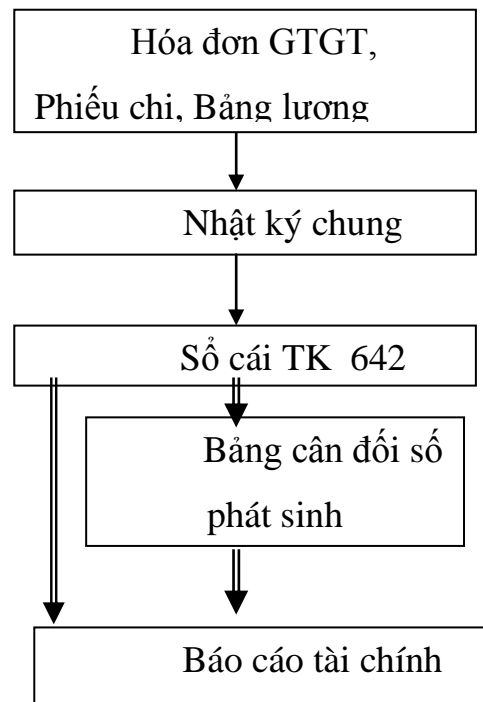 Hóa đơn GTGT,
Phiếu chi, Bảng lương
Nhật ký chung
Sổ cái TK 642
Bảng cân đối số
phát sinh
Báo cáo tài chính